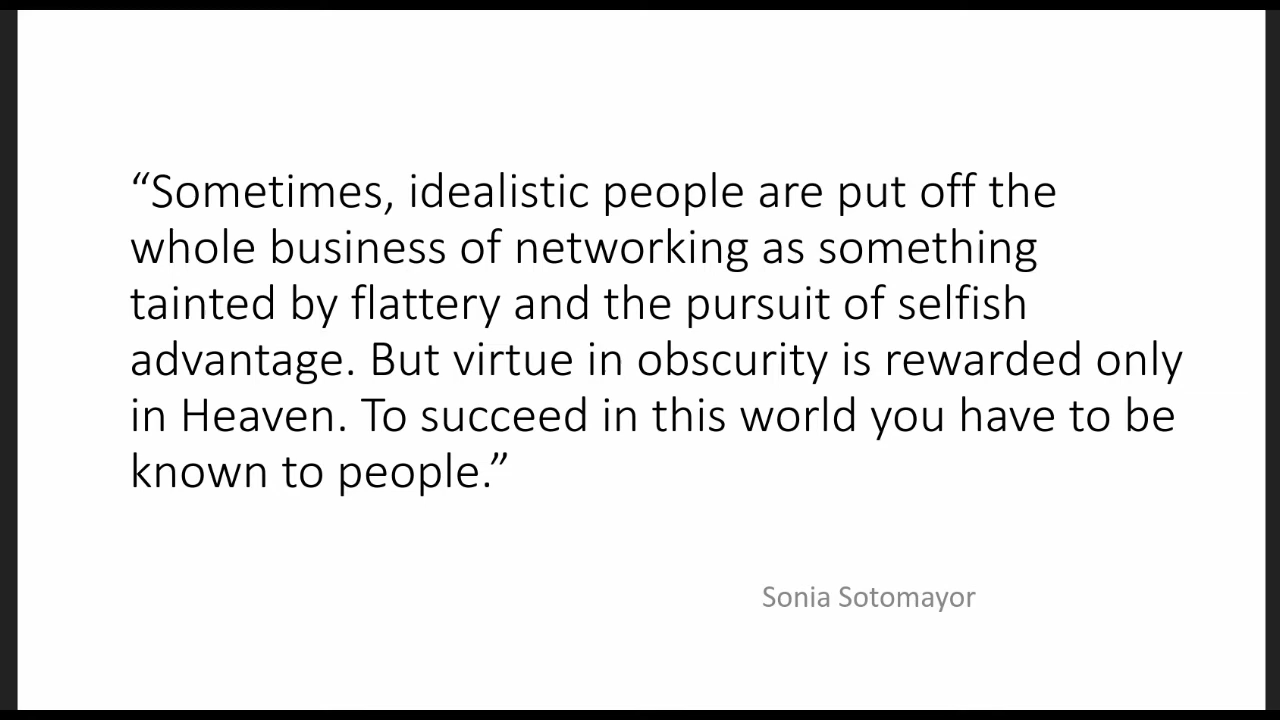 “Sometimes, idealistic people are put off the
whole business of networking as something
tainted by flattery and the pursuit of selfish
advantage. But virtue in obscurity is rewarded only
in Heaven. To succeed in this world you have to be
known to people.”
Sonia Sotomayor